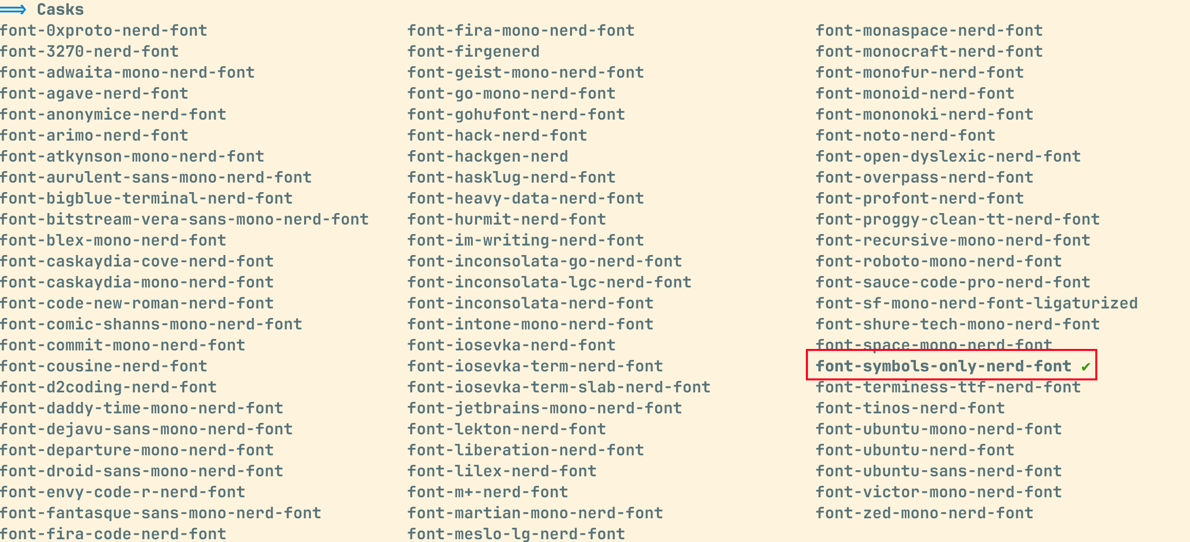 ==> Casks
font-0xproto-nerd-font font-fira-mono-nerd-font font-monaspace-nerd-font
font-3270-nerd-font font-firgenerd font-monocraft-nerd-font
font-adwaita-mono-nerd-font font-geist-mono-nerd-font font-monofur-nerd-font
font-agave-nerd-font font-go-mono-nerd-font font-monoid-nerd-font
font-anonymice-nerd-font font-gohufont-nerd-font font-mononoki-nerd-font
font-arimo-nerd-font font-hack-nerd-font font-noto-nerd-font
font-atkynson-mono-nerd-font font-hackgen-nerd font-open-dyslexic-nerd-font
font-aurulent-sans-mono-nerd-font font-hasklug-nerd-font font-overpass-nerd-font
font-bigblue-terminal-nerd-font font-heavy-data-nerd-font font-profont-nerd-font
font-bitstream-vera-sans-mono-nerd-font font-hurmit-nerd-font font-proggy-clean-tt-nerd-font
font-blex-mono-nerd-font font-im-writing-nerd-font font-recursive-mono-nerd-font
font-caskaydia-cove-nerd-font font-inconsolata-go-nerd-font font-roboto-mono-nerd-font
font-caskaydia-mono-nerd-font font-inconsolata-lgc-nerd-font font-sauce-code-pro-nerd-font
font-code-new-roman-nerd-font font-inconsolata-nerd-font font-sf-mono-nerd-font-ligaturized
font-comic-shanns-mono-nerd-font font-intone-mono-nerd-font font-shure-tech-mono-nerd-font
font-commit-mono-nerd-font font-iosevka-nerd-font font-space-mono-nerd-font
font-cousine-nerd-font font-iosevka-term-nerd-font font-symbols-only-nerd-font ✔
font-d2coding-nerd-font font-iosevka-term-slab-nerd-font font-terminess-ttf-nerd-font
font-daddy-time-mono-nerd-font font-jetbrains-mono-nerd-font font-tinos-nerd-font
font-dejavu-sans-mono-nerd-font font-lekton-nerd-font font-ubuntu-mono-nerd-font
font-departure-mono-nerd-font font-liberation-nerd-font font-ubuntu-nerd-font
font-droid-sans-mono-nerd-font font-lilex-nerd-font font-ubuntu-sans-nerd-font
font-envy-code-r-nerd-font font-m+-nerd-font font-victor-mono-nerd-font
font-fantasque-sans-mono-nerd-font font-martian-mono-nerd-font font-zed-mono-nerd-font
font-fira-code-nerd-font font-meslo-lg-nerd-font